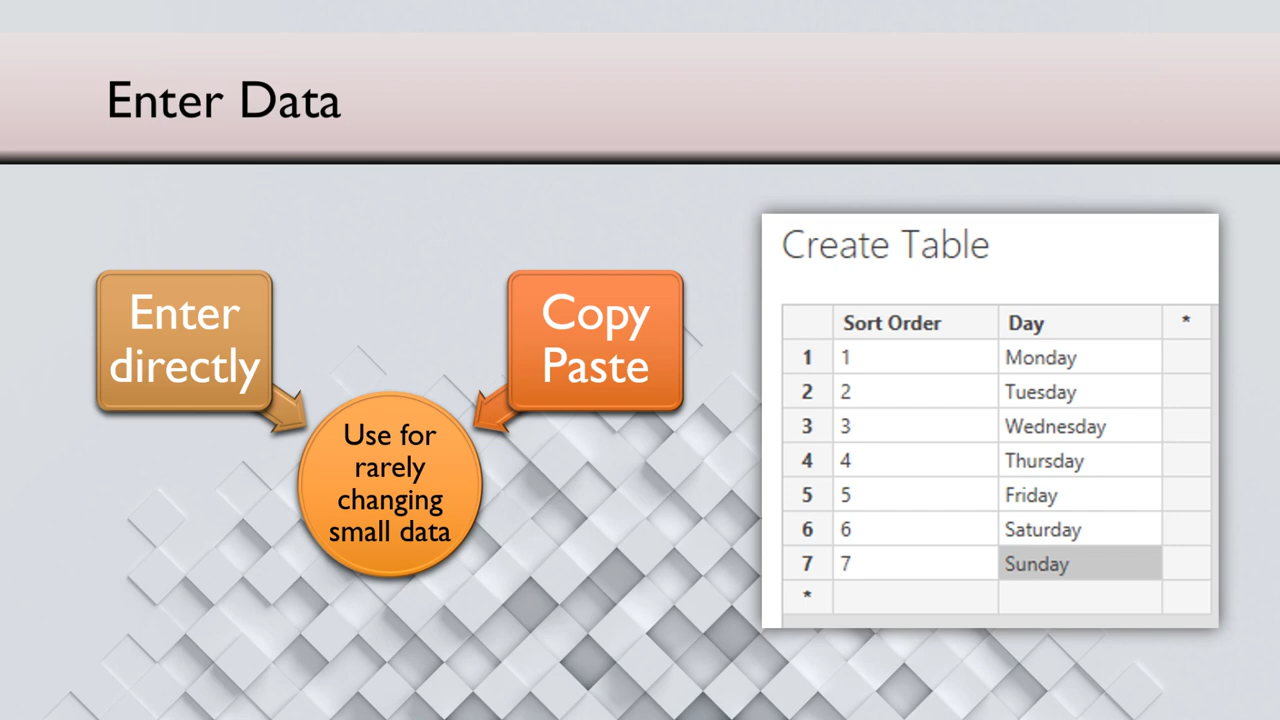 Enter Data
Enter
directly
Copy
Paste
Use for
rarely
changing
small data
Create Table
Sort Order Day *
1 1 Monday
2 2 Tuesday
3 3 Wednesday
4 4 Thursday
5 5 Friday
6 6 Saturday
7 7 Sunday
*